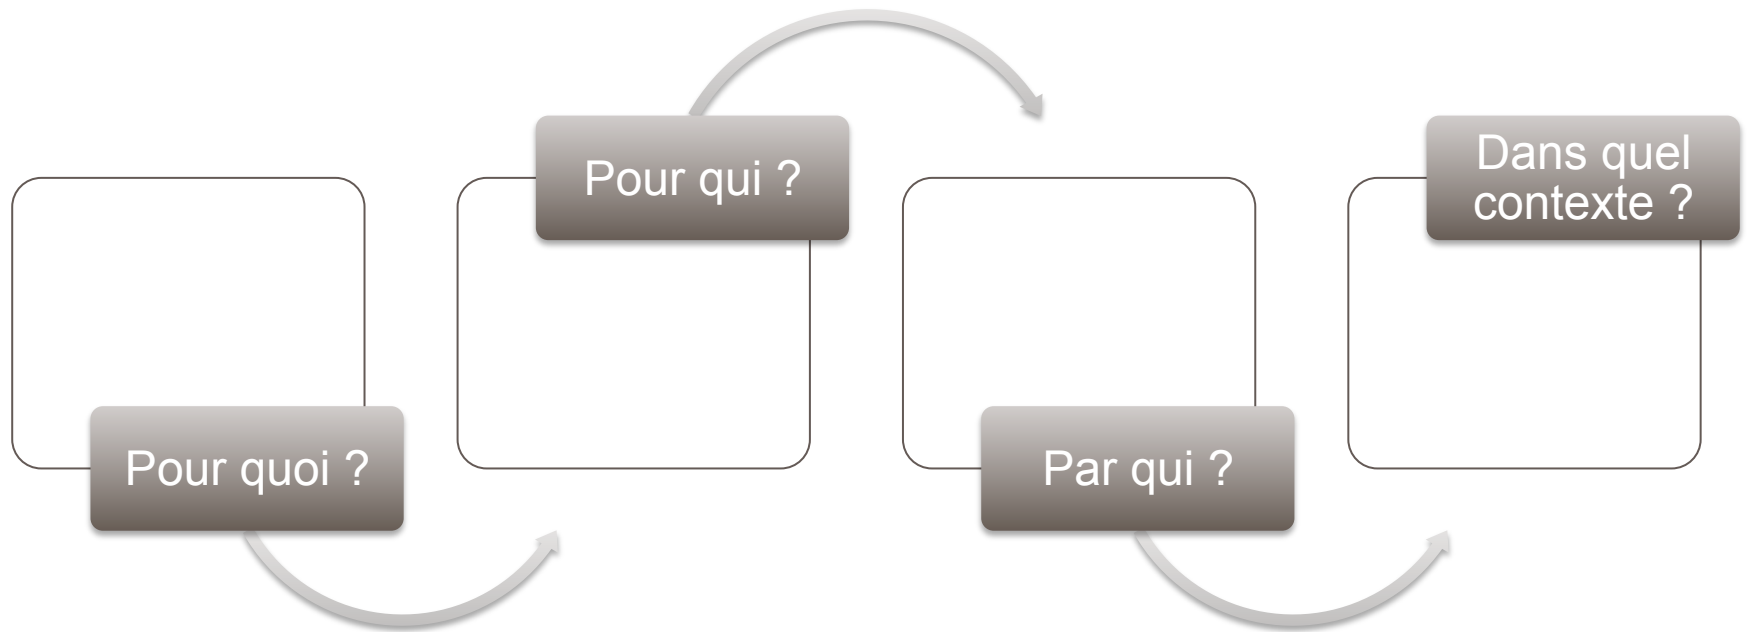 Pour quoi ?
Pour qui ?
Par qui ?
Dans quel
contexte ?